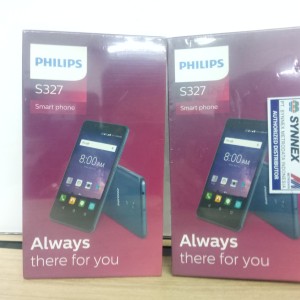 PHILIPS
S327
Smart phone
8:00AM
Always
there for you
PHILIPS
S327
Smart phone
8:00AM
Always
there for you
SYNNEX
AUTHORIZED DISTRIBUTOR